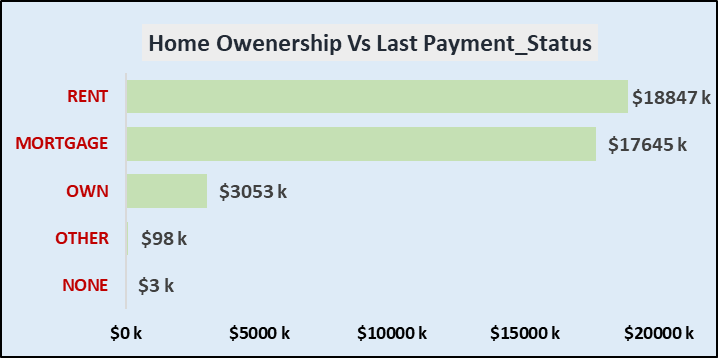 Home Owenership Vs Last Payment_Status
RENT $18847 k
MORTGAGE $17645 k
OWN $3053 k
OTHER $98 k
NONE $3 k
$0 k $5000 k $10000 k $15000 k $20000 k